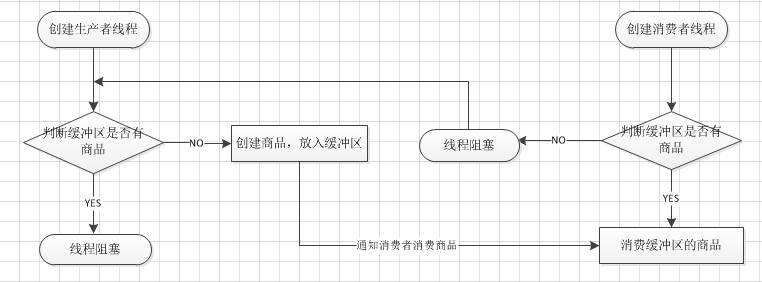 创建生产者线程
创建消费者线程
判断缓冲区是否有
商品
NO
创建商品，放入缓冲区
线程阻塞
NO
判断缓冲区是否有
商品
YES
YES
线程阻塞
通知消费者消费商品
消费缓冲区的商品